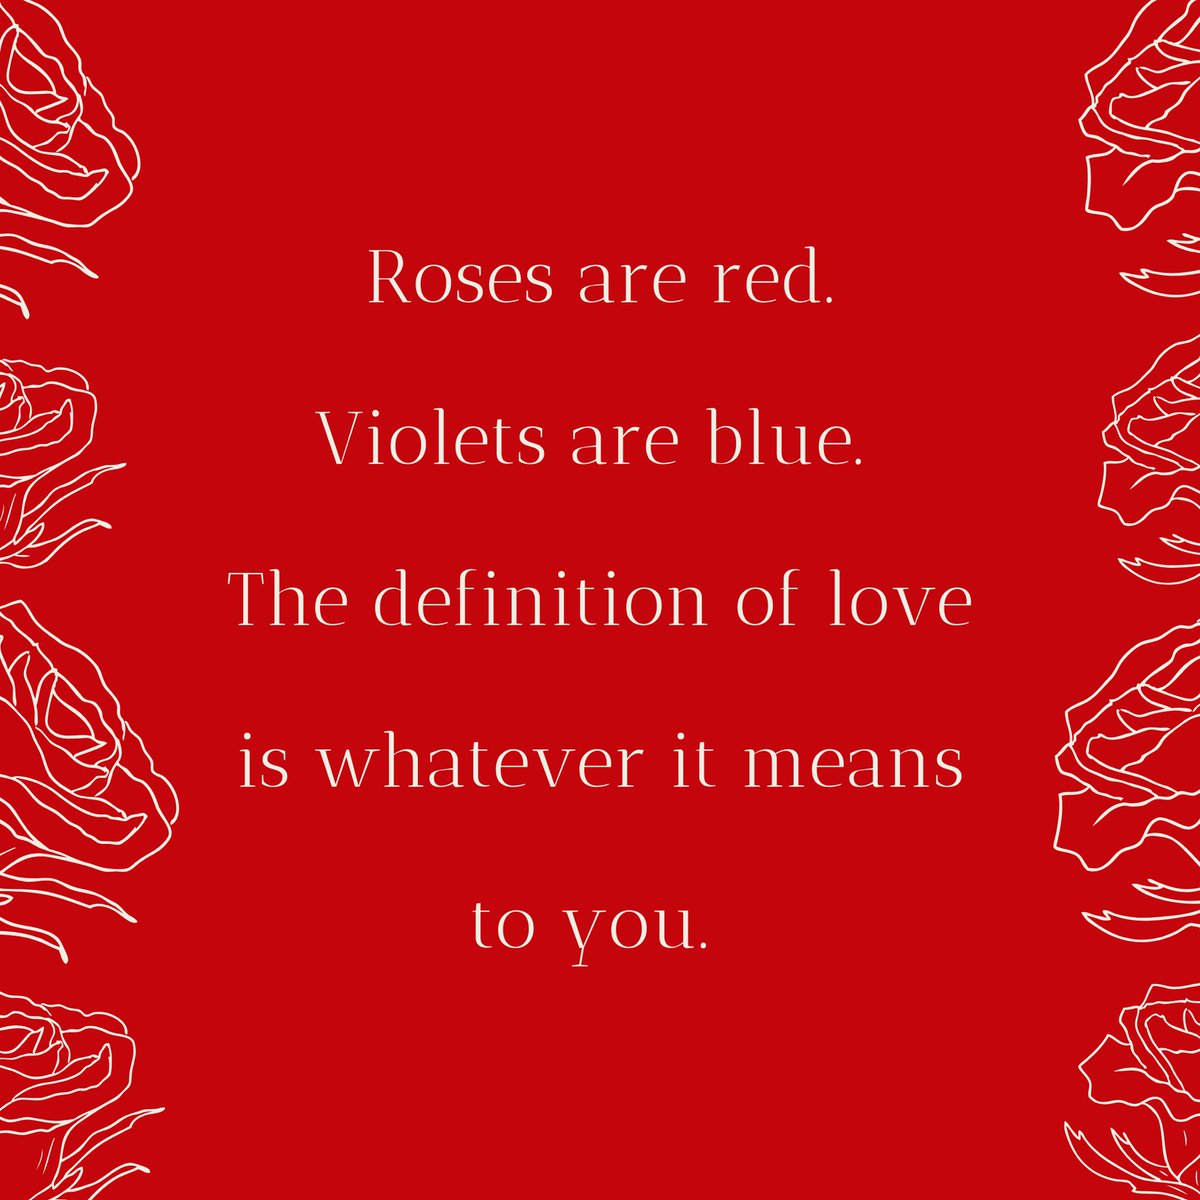 Roses are red.
Violets are blue.
The definition of love
is whatever it means
to you.